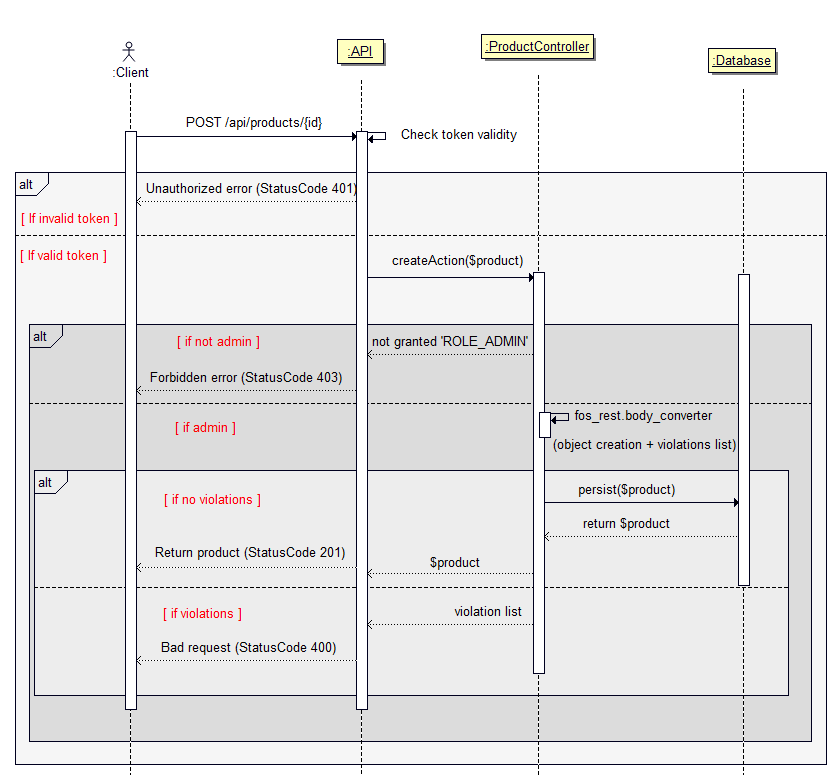 :Client
:API
:ProductController
:Database
POST /api/products/{id}
Check token validity
alt
Unauthorized error (StatusCode 401)
[ If invalid token ]
[ If valid token ]
createAction($product)
alt
[ if not admin ]
not granted 'ROLE_ADMIN'
Forbidden error (StatusCode 403)
[ if admin ]
fos_rest.body_converter
(object creation + violations list)
alt
[ if no violations ]
persist($product)
return $product
Return product (StatusCode 201)
$product
[ if violations ]
violation list
Bad request (StatusCode 400)